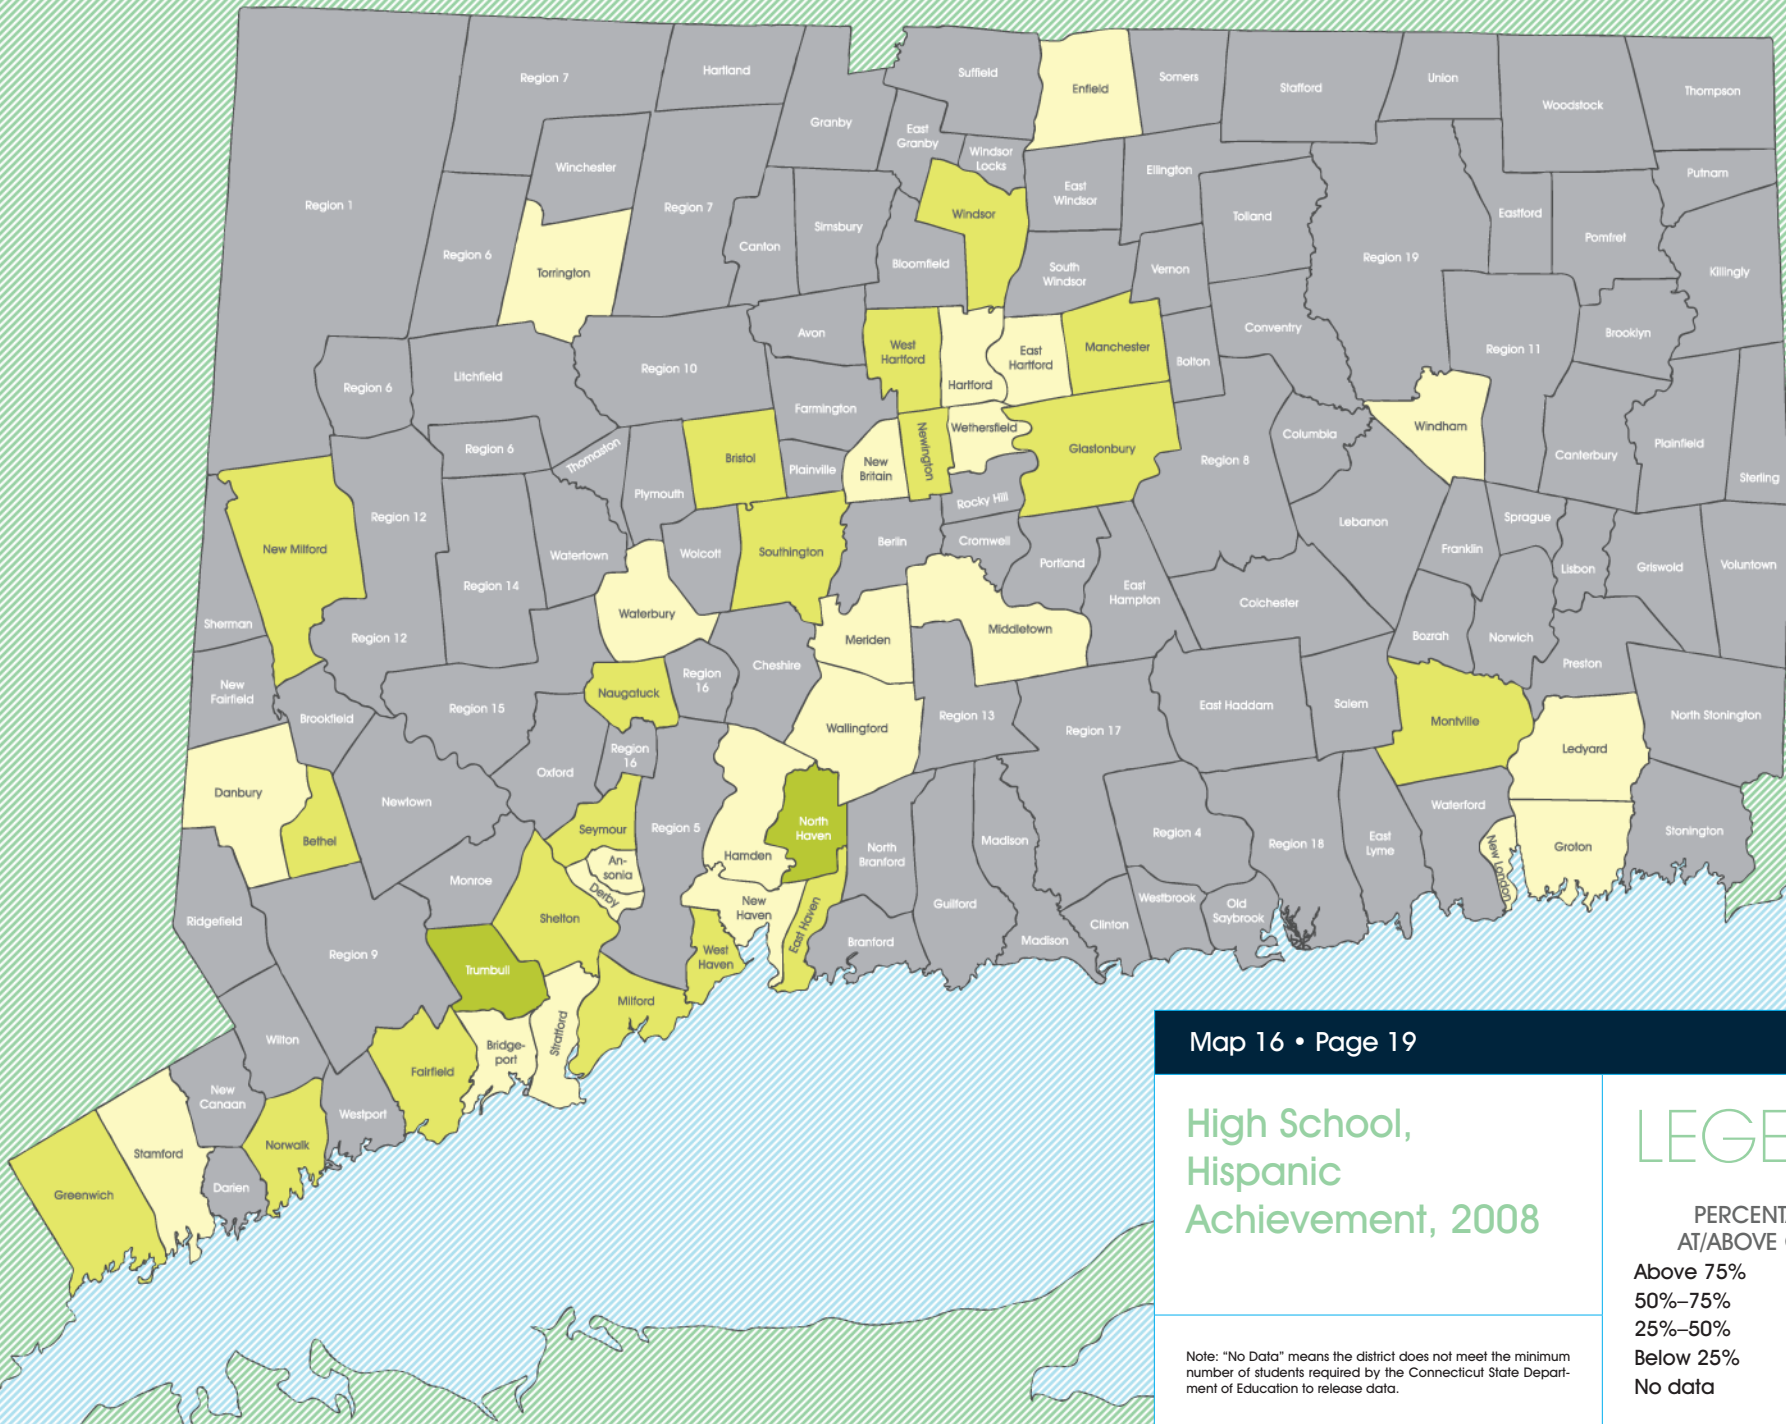 Region 7
Hartland
Suffield
Enfield
Somers
Stafford
Union
Woodstock
Thompson
Granby
East
Granby
Windsor
Locks
Winchester
Ellington
Putnam
Region 1
Region 7
East
Windsor
Windsor
Tolland
Eastford
Pomfret
Simsbury
Canton
Bloomfield
Region 6
Torrington
South
Windsor
Vernon
Region 19
Killingly
Avon
West
Hartford
Hartford
East
Hartford
Manchester
Bolton
Coventry
Region 11
Brooklyn
Region 6
Litchfield
Region 10
Farmington
Wethersfield
Newington
Glastonbury
Columbia
Windham
Canterbury
Plainfield
Sterling
Region 6
Thomaston
Bristol
Plainville
New
Britain
Region 8
Plymouth
Rocky Hill
Region 12
New Milford
Watertown
Wolcott
Southington
Berlin
Cromwell
Portland
Lebanon
Sprague
Franklin
Lisbon
Griswold
Voluntown
Region 14
East
Hampton
Colchester
Sherman
Region 12
Waterbury
Meriden
Middletown
Bozrah
Norwich
Preston
New
Fairfield
Brookfield
Region 15
Naugatuck
Region
16
Cheshire
Wallingford
Region 13
Region 17
East Haddam
Salem
Montville
North Stonington
Ledyard
Danbury
Bethel
Newtown
Oxford
Region
16
Seymour
Region 5
North
Haven
Hamden
North
Branford
Madison
Region 4
Region 18
East
Lyme
Waterford
New London
Groton
Stonington
An-
sonia
Derby
Monroe
Shelton
New
Haven
East Haven
West
Haven
Branford
Guilford
Madison
Clinton
Westbrook
Old
Saybrook
Ridgefield
Region 9
Trumbull
Milford
Stratford
Bridge-
port
Fairfield
Wilton
New
Canaan
Westport
Norwalk
Darien
Stamford
Greenwich
Map 16 • Page 19
High School,
Hispanic
Achievement, 2008
Note: “No Data” means the district does not meet the minimum
number of students required by the Connecticut State Depart-
ment of Education to release data.
LEGE
PERCENTA
AT/ABOVE
Above 75%
50%–75%
25%–50%
Below 25%
No data